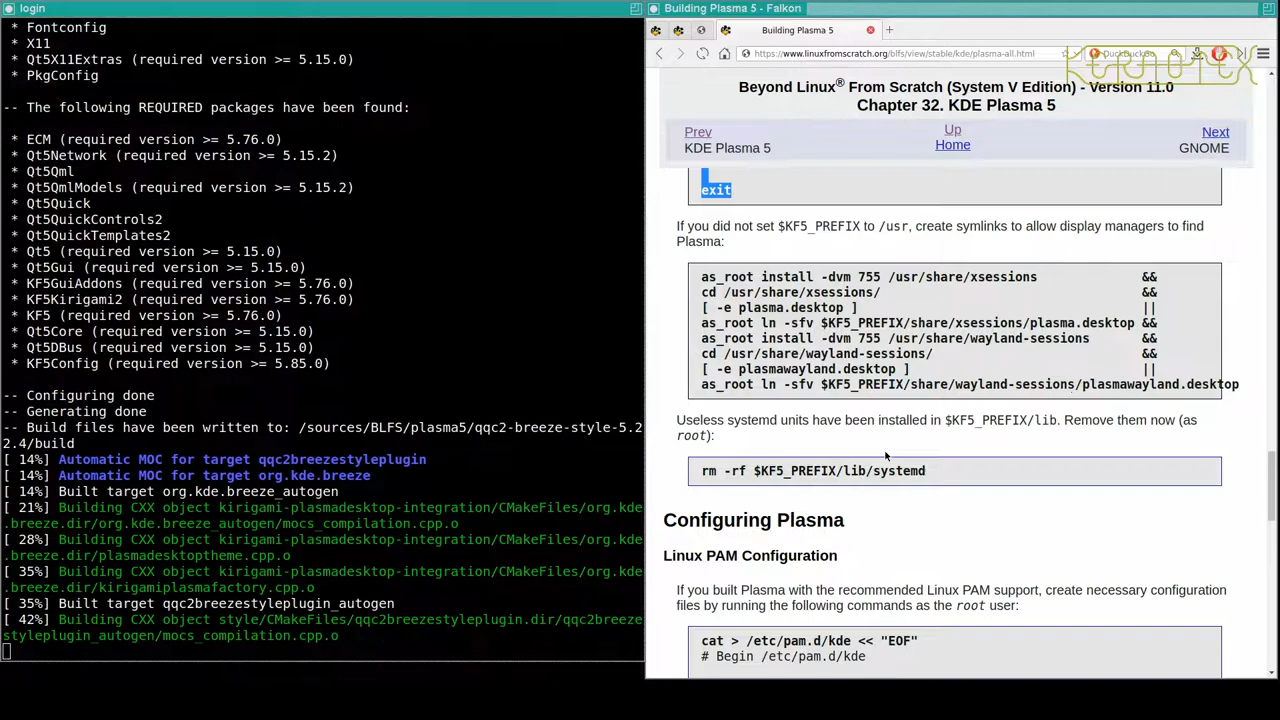 login
* Fontconfig
* X11
* Qt5X11Extras (required version >= 5.15.0)
* PkgConfig
-- The following REQUIRED packages have been found:
* ECM (required version >= 5.76.0)
* Qt5Network (required version >= 5.15.2)
* Qt5Qml
* Qt5QmlModels (required version >= 5.15.2)
* Qt5Quick
* Qt5QuickControls2
* Qt5QuickTemplates2
* Qt5 (required version >= 5.15.0)
* Qt5Gui (required version >= 5.15.0)
* KF5GuiAddons (required version >= 5.76.0)
* KF5Kirigami2 (required version >= 5.76.0)
* KF5 (required version >= 5.76.0)
* Qt5Core (required version >= 5.15.0)
* Qt5DBus (required version >= 5.15.0)
* KF5Config (required version >= 5.85.0)
-- Configuring done
-- Generating done
-- Build files have been written to: /sources/BLFS/plasma5/qqc2-breeze-style-5.2
2.4/build
[ 14%] Automatic MOC for target qqc2breezestyleplugin
[ 14%] Automatic MOC for target org.kde.breeze
[ 14%] Built target org.kde.breeze_autogen
[ 21%] Building CXX object kirigami-plasmadesktop-integration/CMakeFiles/org.kde
.breeze.dir/org.kde.breeze_autogen/mocs_compilation.cpp.o
[ 28%] Building CXX object kirigami-plasmadesktop-integration/CMakeFiles/org.kde
.breeze.dir/plasmadesktoptheme.cpp.o
[ 35%] Building CXX object kirigami-plasmadesktop-integration/CMakeFiles/org.kde
.breeze.dir/kirigamiplasmafactory.cpp.o
[ 35%] Built target qqc2breezestyleplugin_autogen
[ 42%] Building CXX object style/CMakeFiles/qqc2breezestyleplugin.dir/qqc2breeze
styleplugin_autogen/mocs_compilation.cpp.o
Building Plasma 5 - Falkon
Building Plasma 5
https://www.linuxfromscratch.org/blfs/view/stable/kde/plasma-all.html
Beyond Linux® From Scratch (System V Edition) - Version 11.0
Chapter 32. KDE Plasma 5
Prev Up Next
KDE Plasma 5 Home GNOME
exit
If you did not set $KF5_PREFIX to /usr, create symlinks to allow display managers to find
Plasma:
as_root install -dvm 755 /usr/share/xsessions &&
cd /usr/share/xsessions/ &&
[ -e plasma.desktop ] ||
as_root ln -sfv $KF5_PREFIX/share/xsessions/plasma.desktop &&
as_root install -dvm 755 /usr/share/wayland-sessions &&
cd /usr/share/wayland-sessions/ &&
[ -e plasmawayland.desktop ] ||
as_root ln -sfv $KF5_PREFIX/share/wayland-sessions/plasmawayland.desktop
Useless systemd units have been installed in $KF5_PREFIX/lib. Remove them now (as
root):
rm -rf $KF5_PREFIX/lib/systemd
Configuring Plasma
Linux PAM Configuration
If you built Plasma with the recommended Linux PAM support, create necessary configuration
files by running the following commands as the root user:
cat > /etc/pam.d/kde << "EOF"
# Begin /etc/pam.d/kde